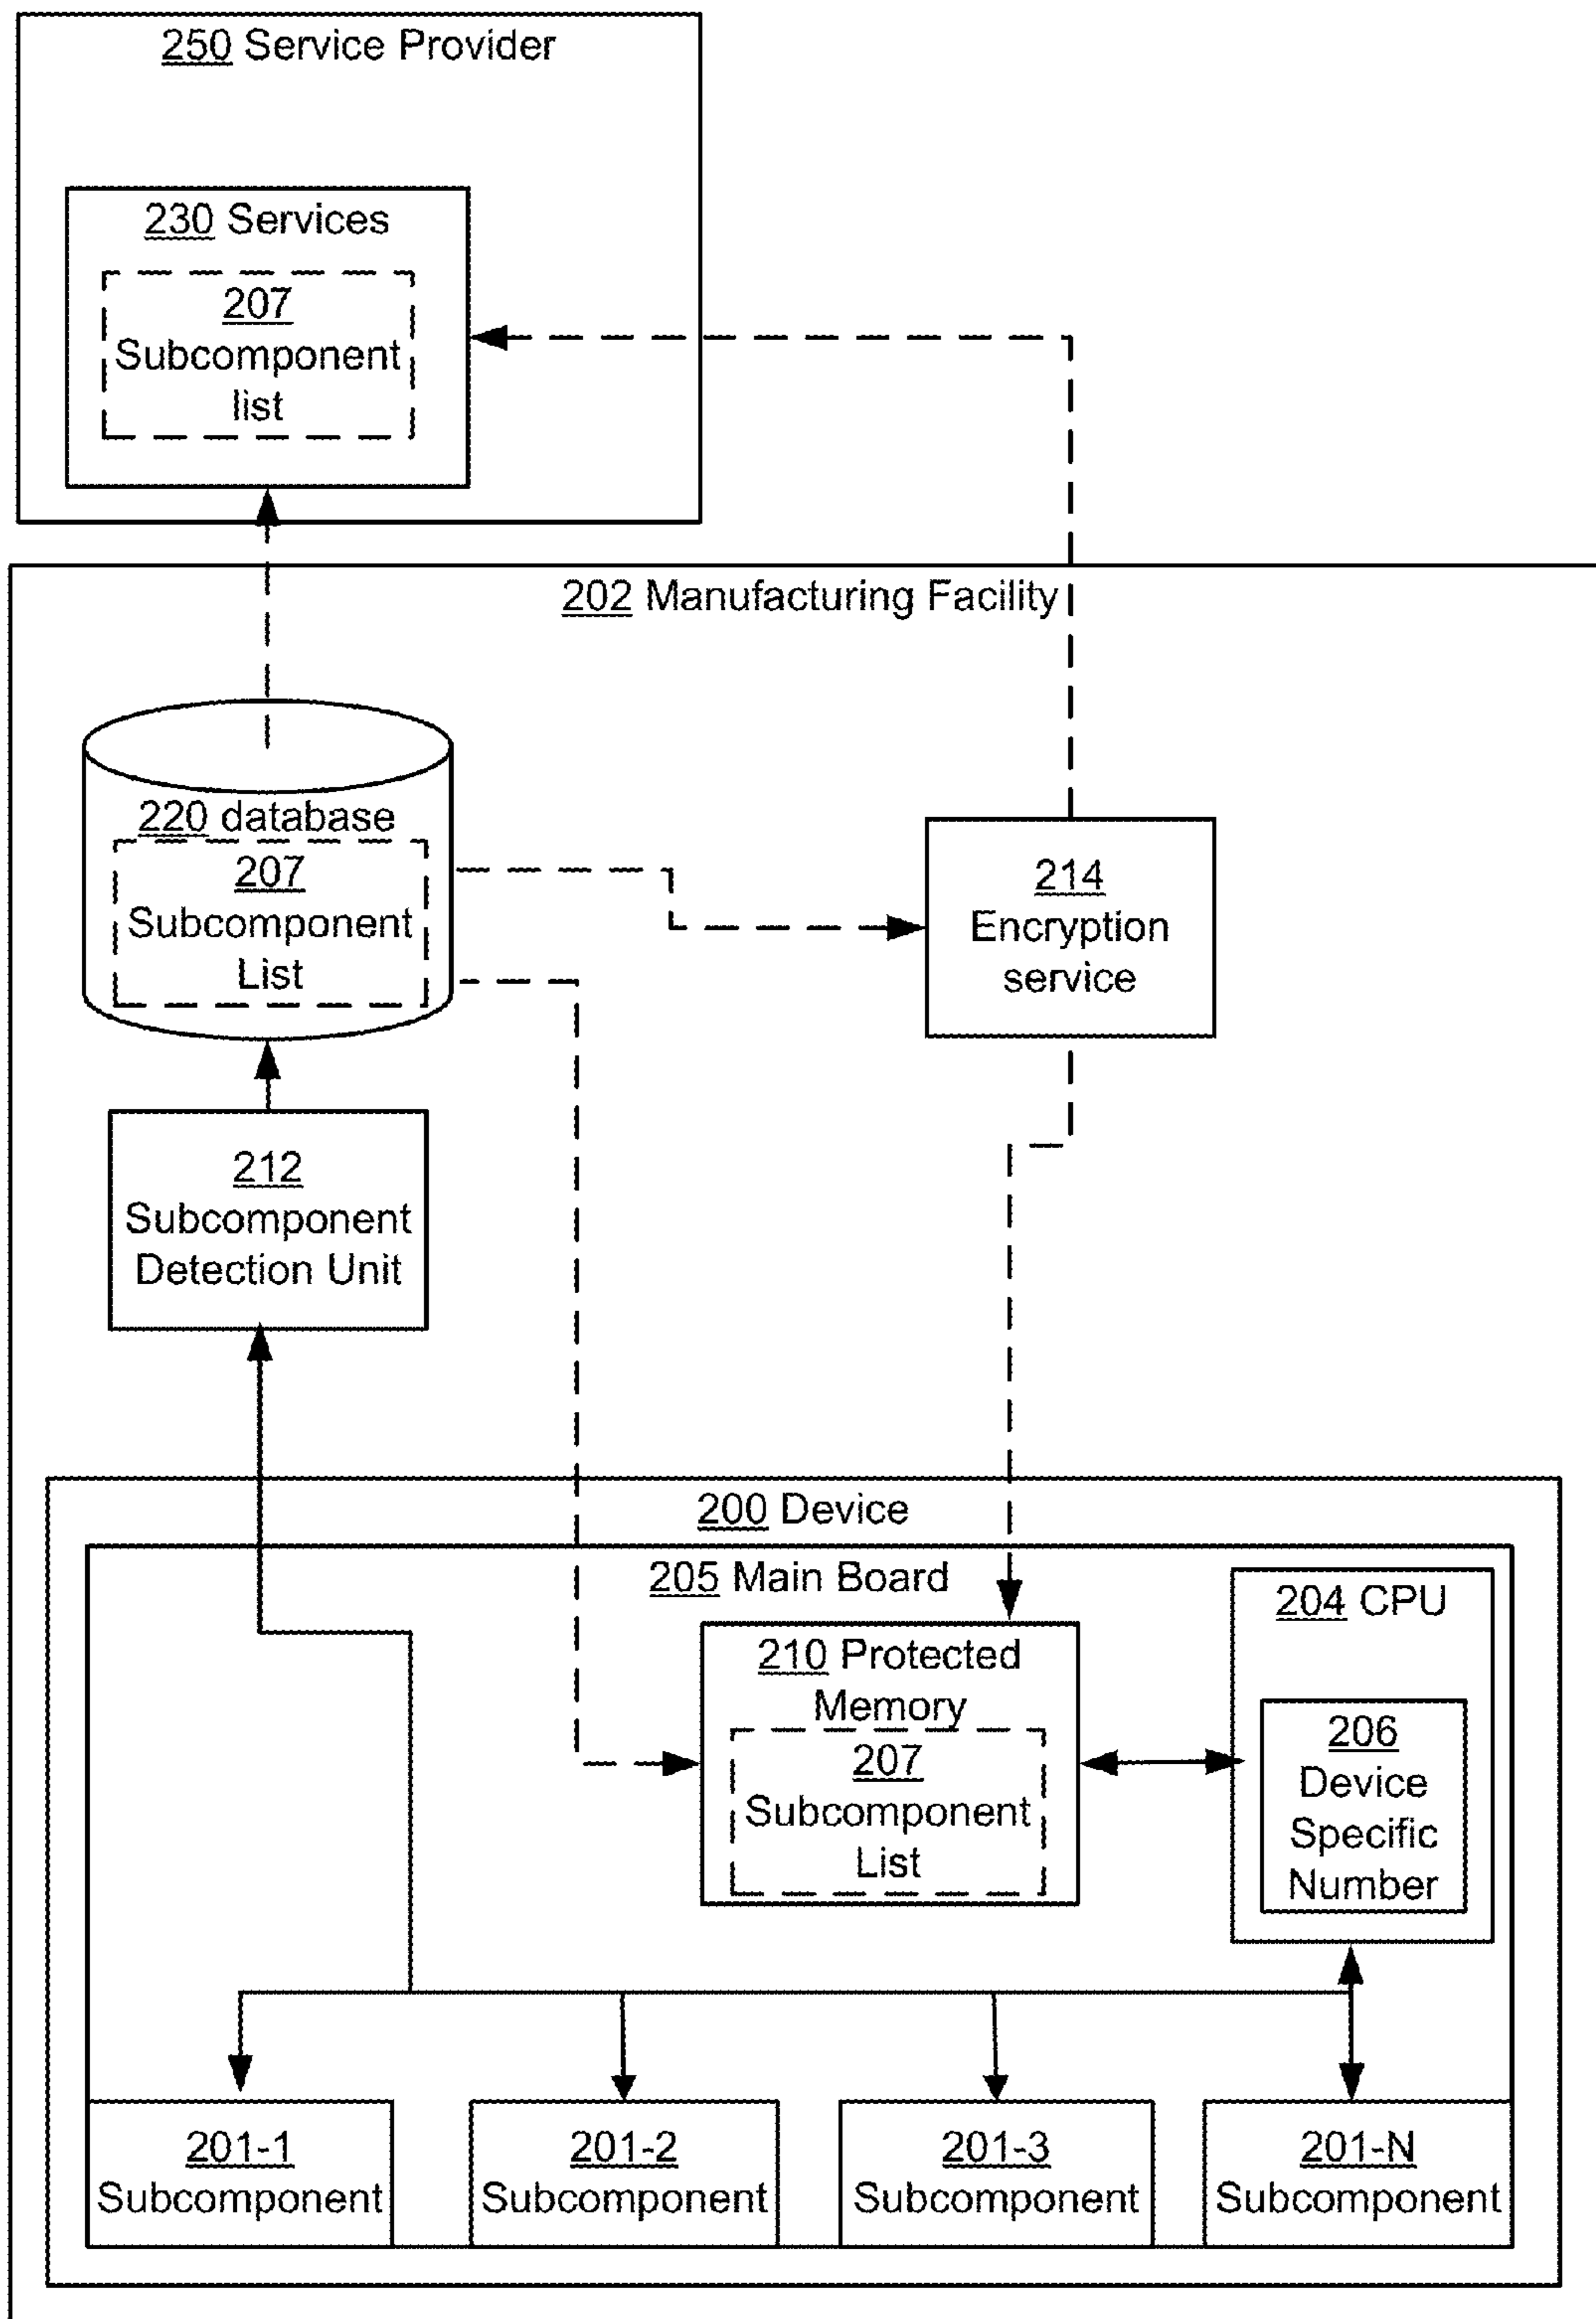 250 Service Provider
230 Services
207
Subcomponent
list
202 Manufacturing Facility
220 database
207
Subcomponent
List
214
Encryption
service
212
Subcomponent
Detection Unit
200 Device
205 Main Board
204 CPU
210 Protected
Memory
207
Subcomponent
List
206
Device
Specific
Number
201-1
Subcomponent
201-2
Subcomponent
201-3
Subcomponent
201-N
Subcomponent